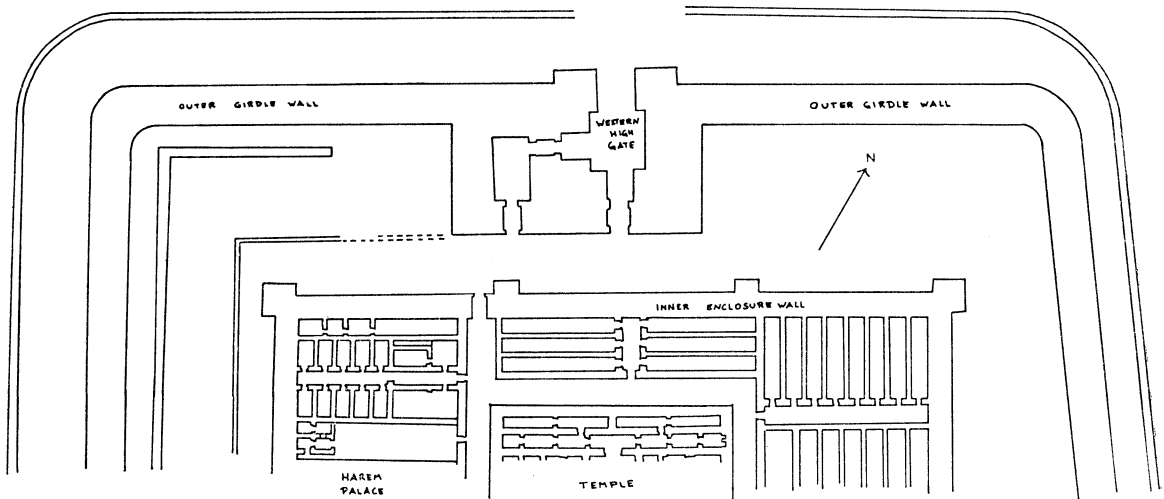 OUTER GIRDLE WALL
WESTERN
HIGH
GATE
OUTER GIRDLE WALL
N
INNER ENCLOSURE WALL
HAREM
PALACE
TEMPLE